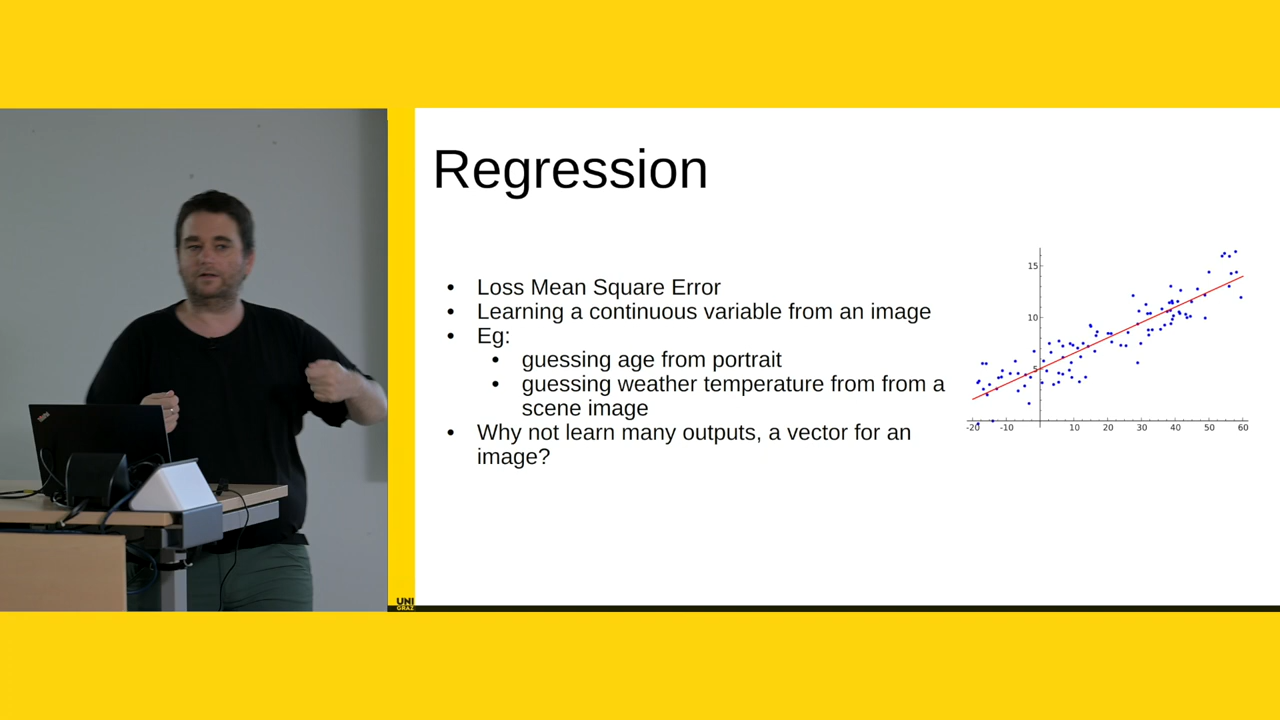 Regression
Loss Mean Square Error
Learning a continuous variable from an image
Eg:
guessing age from portrait
guessing weather temperature from from a
scene image
Why not learn many outputs, a vector for an
image?
15
10
5
-20 -10 10 20 30 40 50 60
UNI
GRAZ